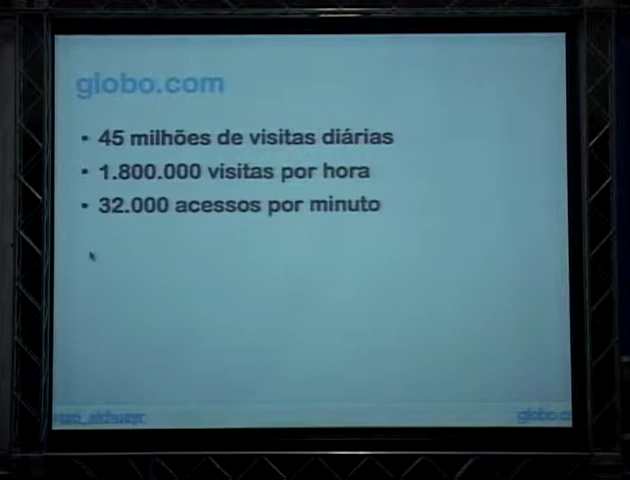 globo.com
• 45 milhões de visitas diárias
• 1.800.000 visitas por hora
• 32.000 acessos por minuto